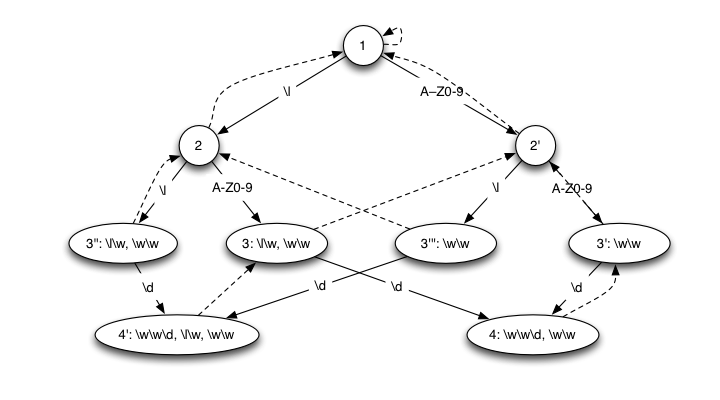 1
\l
A–Z0-9
2
2'
\l
A-Z0-9
\l
A-Z0-9
3": \l\w, \w\w
3: \l\w, \w\w
3"': \w\w
3': \w\w
\d
\d
\d
\d
4': \w\w\d, \l\w, \w\w
4: \w\w\d, \w\w